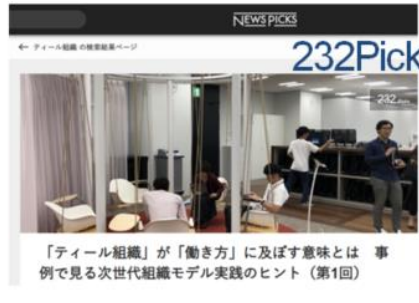 NEWSPICKS
← ティール組織 の検索結果ページ
232Pick
232
「ティール組織」が「働き方」に及ぼす意味とは 事
例で見る次世代組織モデル実践のヒント（第1回）